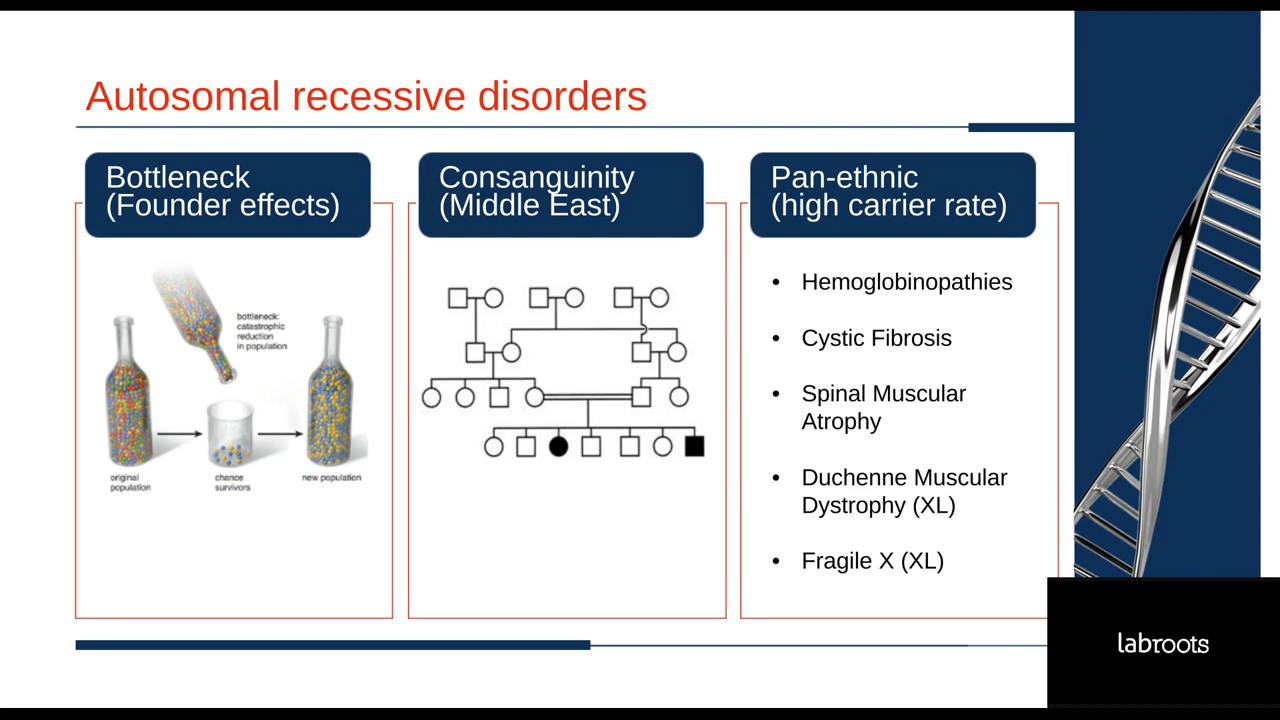 Autosomal recessive disorders
Bottleneck
(Founder effects)
bottleneck:
catastrophic
reduction
in population
original
population
chance
survivors
new population
Consanguinity
(Middle East)
Pan-ethnic
(high carrier rate)
• Hemoglobinopathies
• Cystic Fibrosis
• Spinal Muscular
Atrophy
• Duchenne Muscular
Dystrophy (XL)
• Fragile X (XL)
labroots